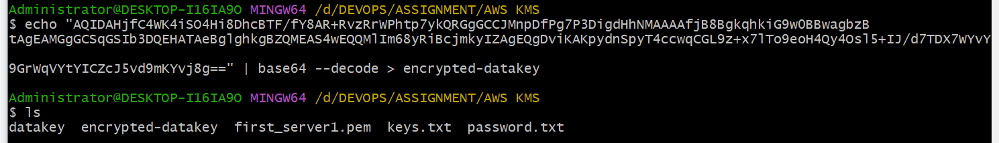 Administrator@DESKTOP-I16IA9O MINGW64 /d/DEVOPS/ASSIGNMENT/AWS KMS
$ echo "AQIDAHjfC4WK4iSO4Hi8DhcBTF/fY8AR+RvzRrWPhtp7ykQRGgGCCJMnpDfPg7P3DigdHhNMAAAAfjB8BgkqhkiG9w0BBwagbzB
tAgEAMGgGCSqGSIb3DQEHATAeBglghkgBZQMEAS4wEQQMlIm68yRiBcjmkyIZAgEQgDviKAKpydnSpyT4ccwqCGL9z+x7lTo9eoH4Qy4Osl5+IJ/d7TDX7WYvY
9GrWqVYtYICZcJ5vd9mKYvj8g==" | base64 --decode > encrypted-datakey
Administrator@DESKTOP-I16IA9O MINGW64 /d/DEVOPS/ASSIGNMENT/AWS KMS
$ ls
datakey  encrypted-datakey  first_server1.pem  keys.txt  password.txt